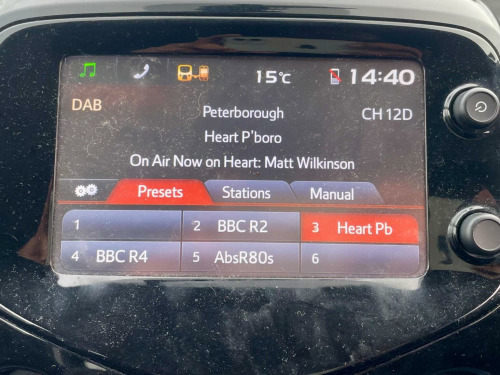 15°C 14:40
DAB Peterborough CH 12D
Heart P'boro
On Air Now on Heart: Matt Wilkinson
Presets Stations Manual
1 2 BBC R2 3 Heart Pb
4 BBC R4 5 AbsR80s 6